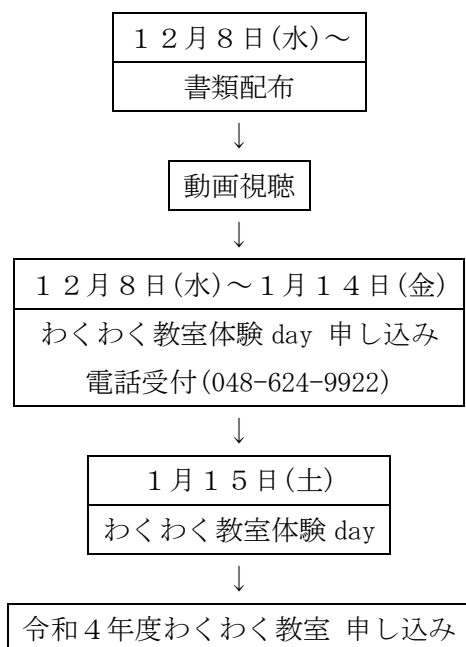 １２月８日(水)～
書類配布
↓
動画視聴
↓
１２月８日(水)～１月１４日(金)
わくわく教室体験 day 申し込み
電話受付(048-624-9922)
↓
１月１５日(土)
わくわく教室体験 day
↓
令和４年度わくわく教室 申し込み